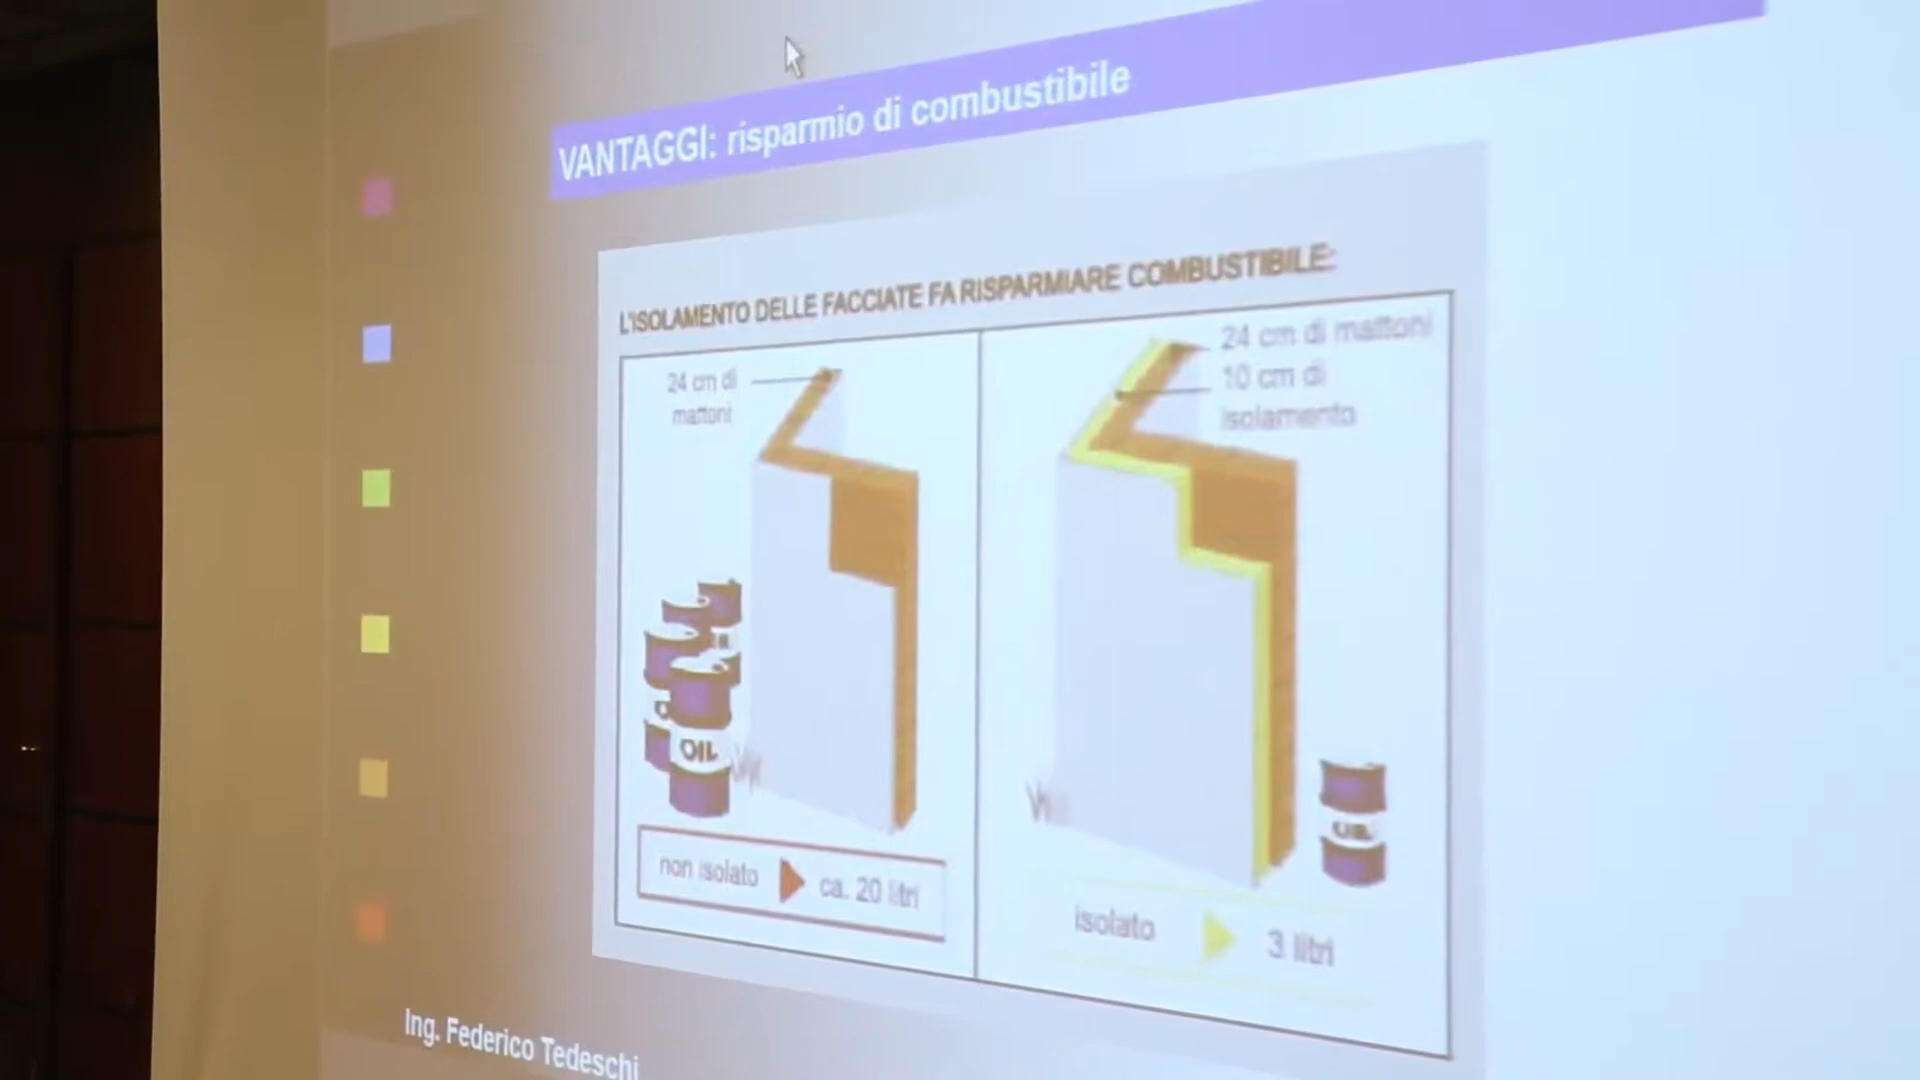 VANTAGGI: risparmio di combustibile
L'ISOLAMENTO DELLE FACCIATE FA RISPARMIARE COMBUSTIBILE:
24 cm di
mattoni
24 cm di mattoni
10 cm di
isolamento
OIL
OIL
non isolato ca. 20 litri
isolato 3 litri
Ing. Federico Tedeschi